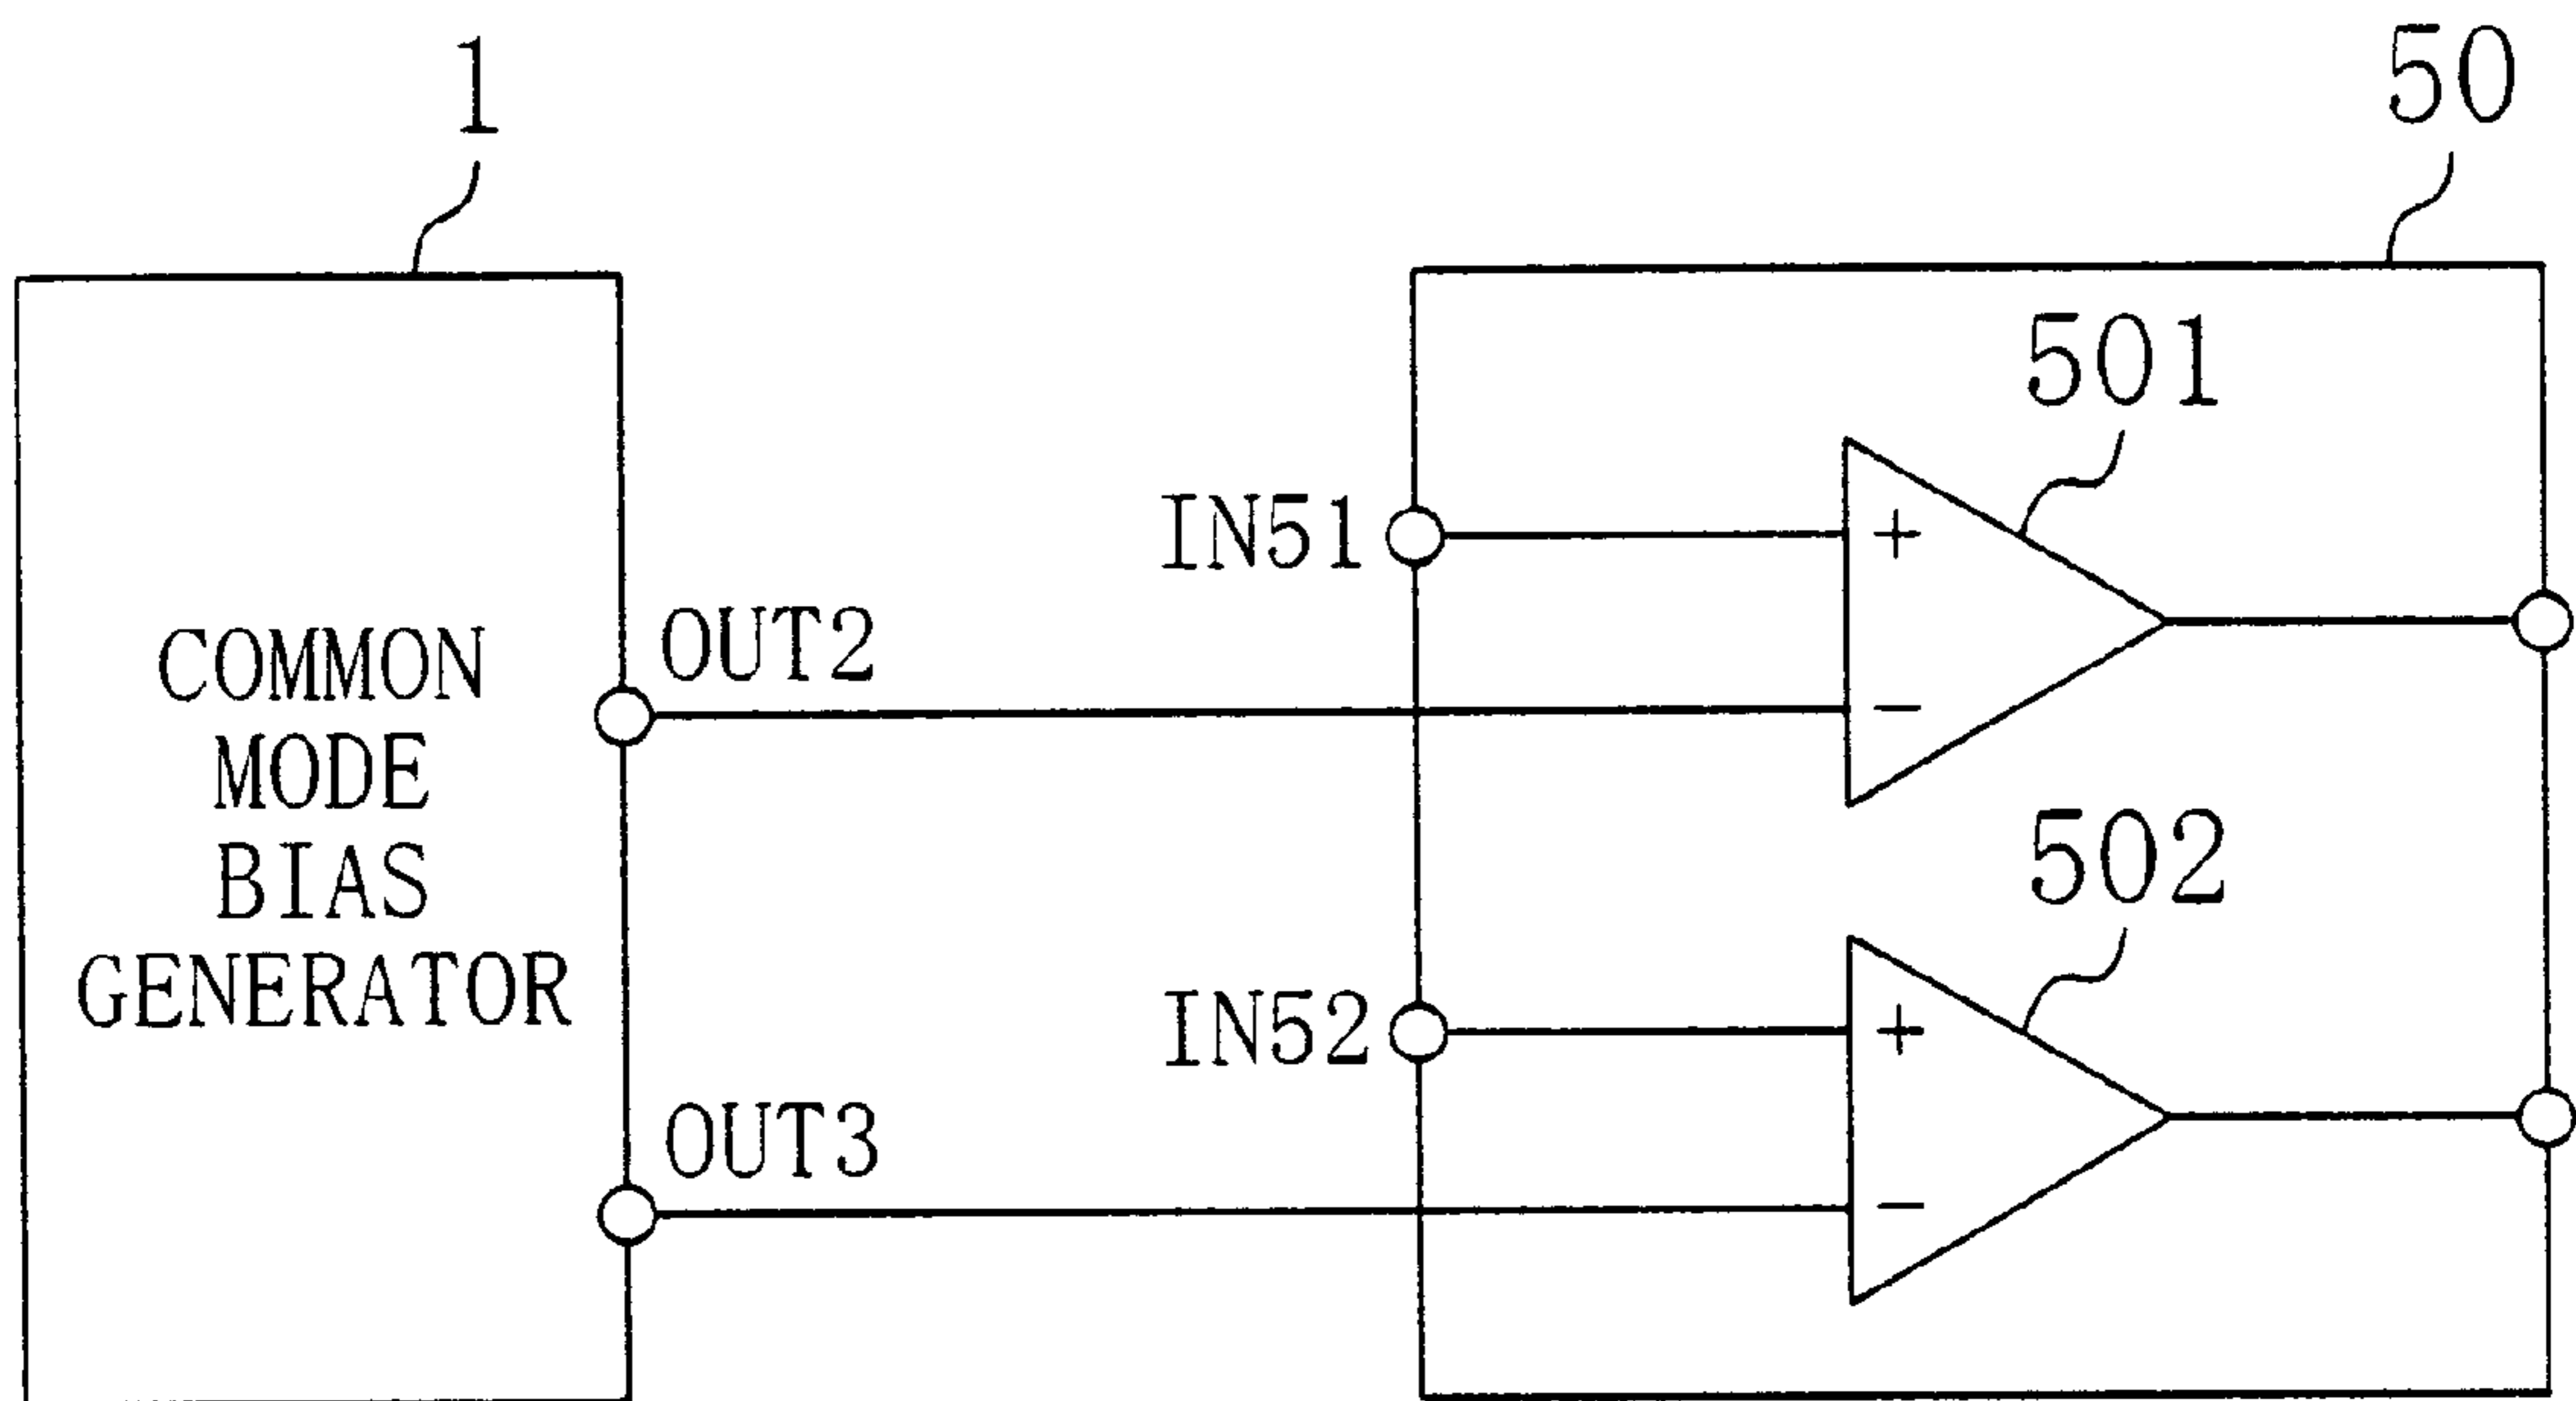 1
50
501
IN51
+
OUT2
−
COMMON
MODE
BIAS
GENERATOR
502
IN52
+
OUT3
−